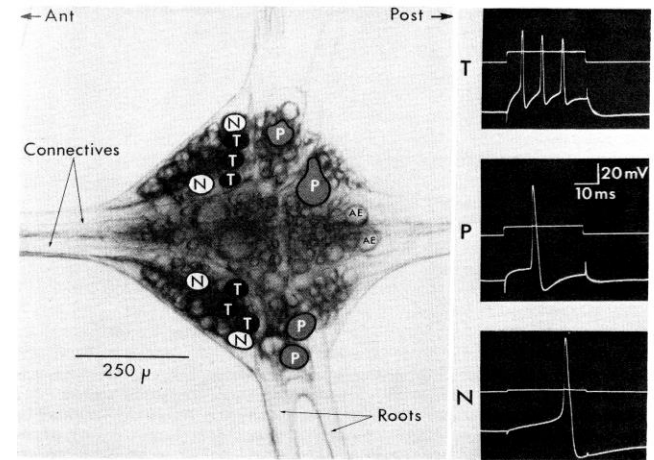 ← Ant
Post →
Connectives
N
T
T
T
N
P
P
AE
AE
N
T
T
T
N
P
P
250 μ
Roots
T
P
20 mV
10 ms
N